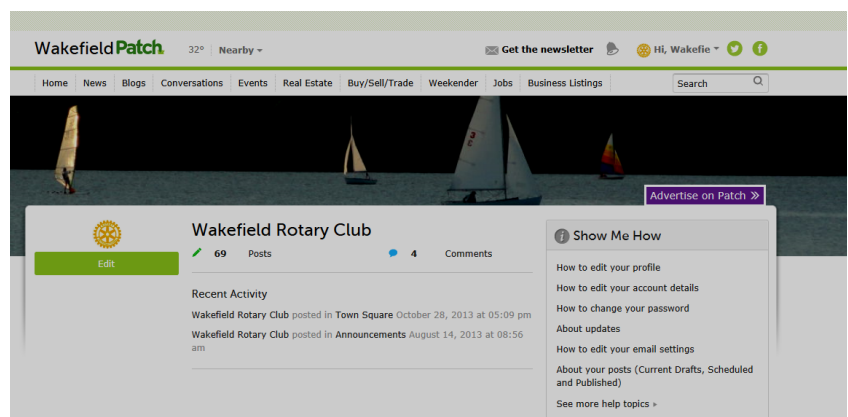 Wakefield Patch
32° Nearby
Get the newsletter
Hi, Wakefie
Home News Blogs Conversations Events Real Estate Buy/Sell/Trade Weekender Jobs Business Listings
Search
Advertise on Patch »
Edit
Wakefield Rotary Club
69 Posts 4 Comments
Recent Activity
Wakefield Rotary Club posted in Town Square October 28, 2013 at 05:09 pm
Wakefield Rotary Club posted in Announcements August 14, 2013 at 08:56
am
Show Me How
How to edit your profile
How to edit your account details
How to change your password
About updates
How to edit your email settings
About your posts (Current Drafts, Scheduled
and Published)
See more help topics